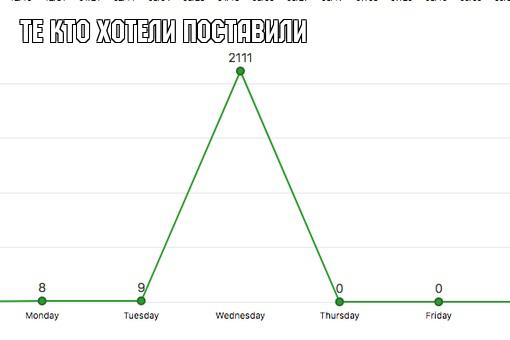 ТЕ КТО ХОТЕЛИ ПОСТАВИЛИ
2111
8
9
0
0
Monday
Tuesday
Wednesday
Thursday
Friday